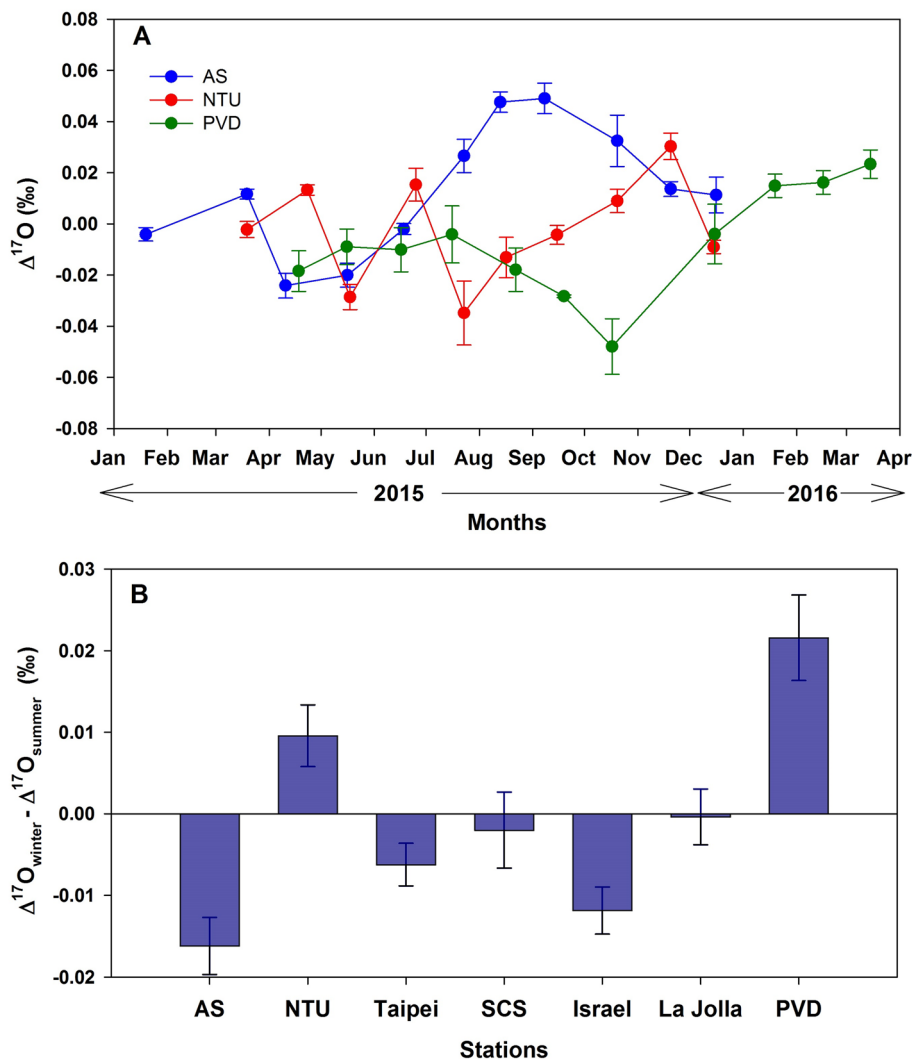 A
AS
NTU
PVD
Δ¹⁷O (‰)
0.08
0.06
0.04
0.02
0.00
-0.02
-0.04
-0.06
-0.08
Jan Feb Mar Apr May Jun Jul Aug Sep Oct Nov Dec Jan Feb Mar Apr
2015 2016
Months
B
Δ¹⁷Owinter - Δ¹⁷Osummer (‰)
0.03
0.02
0.01
0.00
-0.01
-0.02
AS NTU Taipei SCS Israel La Jolla PVD
Stations